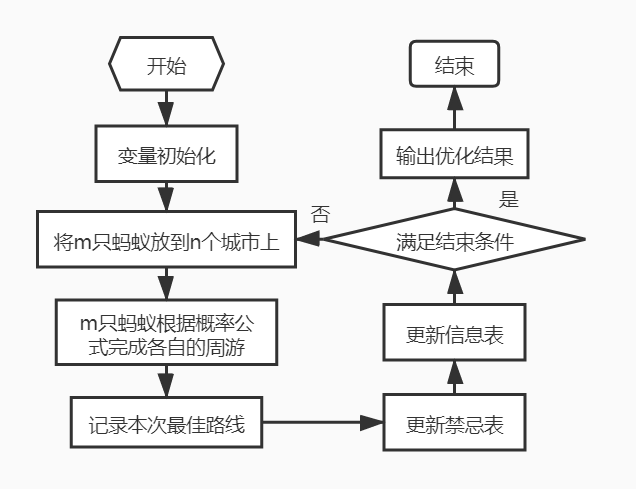 开始
变量初始化
将m只蚂蚁放到n个城市上
m只蚂蚁根据概率公
式完成各自的周游
记录本次最佳路线
更新禁忌表
更新信息表
满足结束条件
否
是
输出优化结果
结束